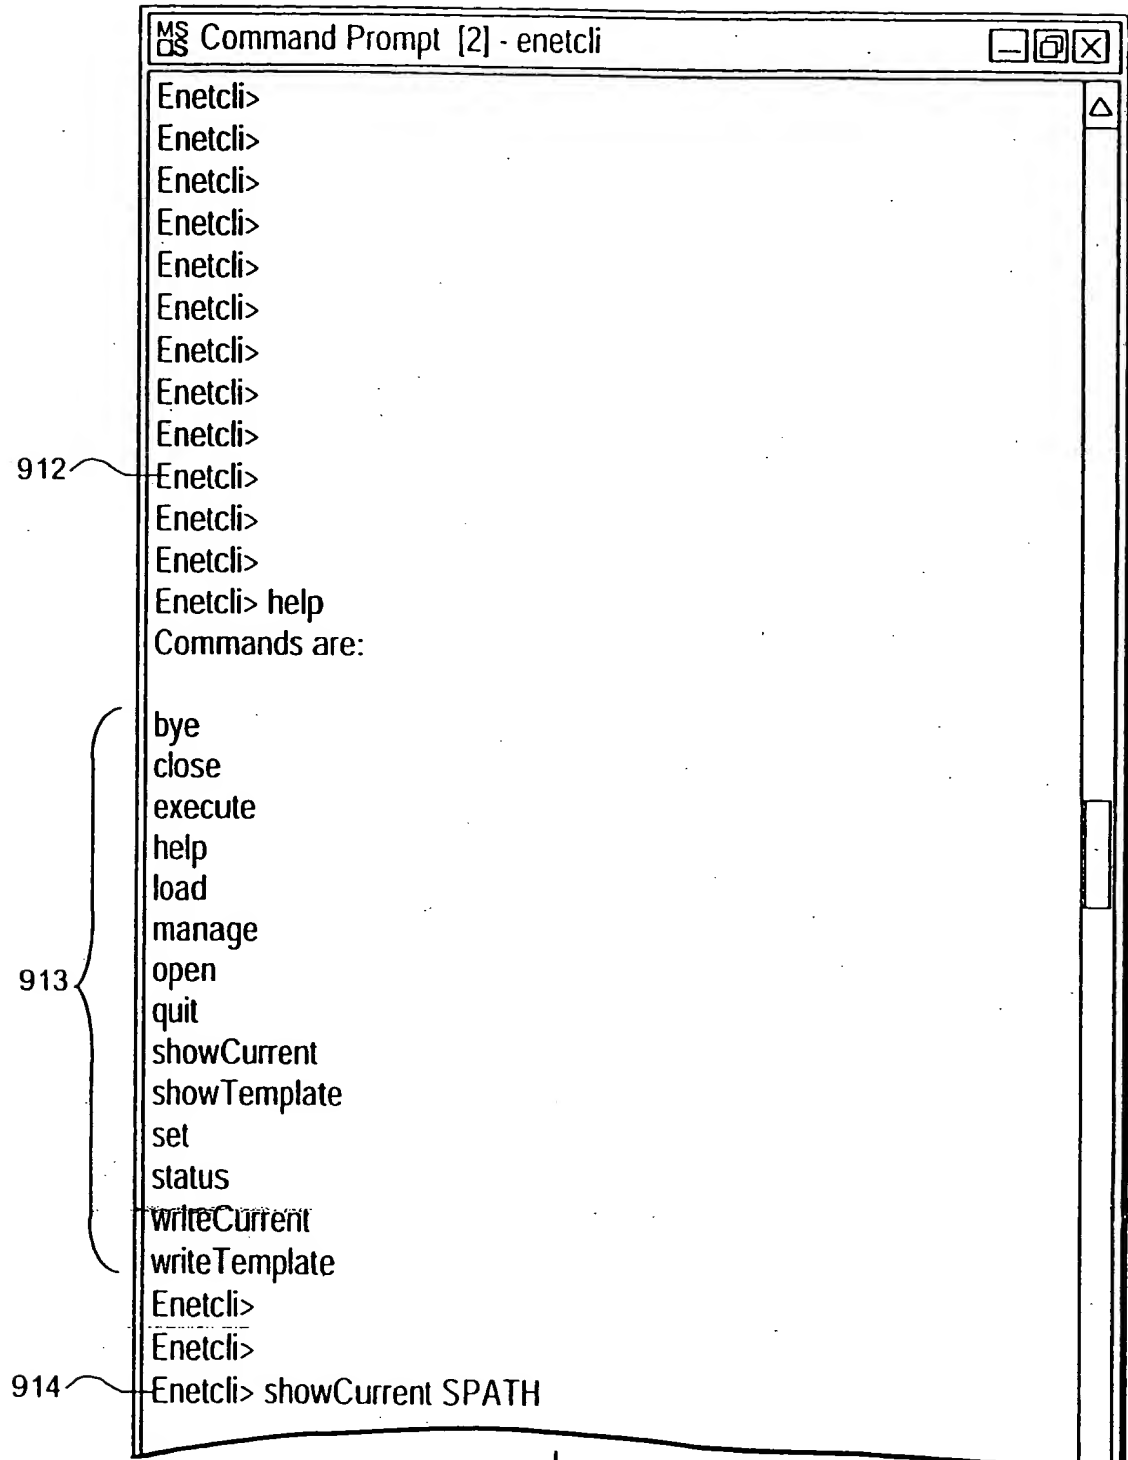 MS DOS Command Prompt [2] - enetcli
Enetcli>
Enetcli>
Enetcli>
Enetcli>
Enetcli>
Enetcli>
Enetcli>
Enetcli>
Enetcli>
912 Enetcli>
Enetcli>
Enetcli>
Enetcli> help
Commands are:
bye
close
execute
help
load
manage
913 open
quit
showCurrent
showTemplate
set
status
writeCurrent
writeTemplate
Enetcli>
Enetcli>
914 Enetcli> showCurrent SPATH